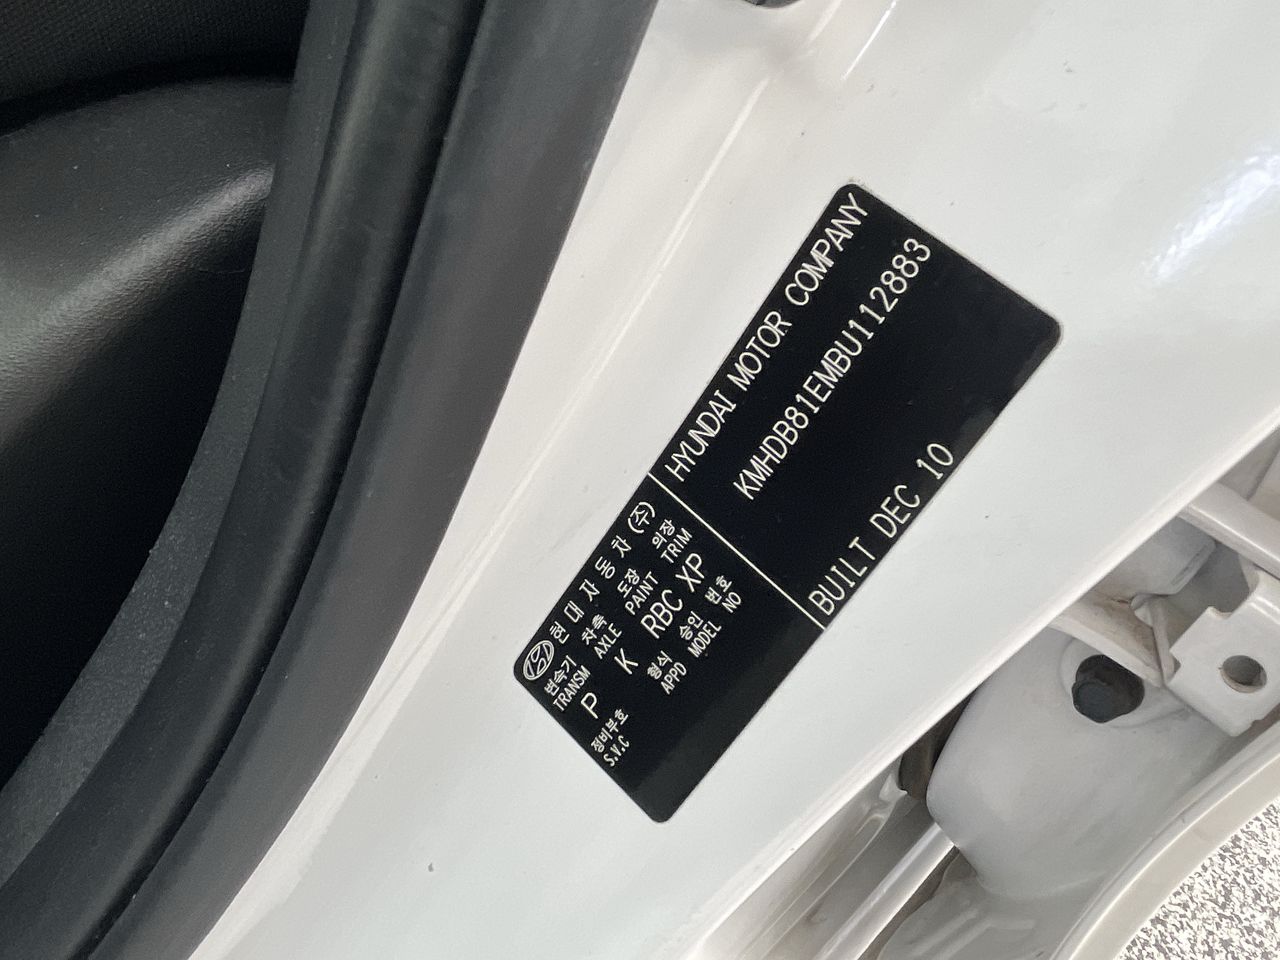 현대자동차(주)
변속기 차축 도장 의장
TRANSM AXLE PAINT TRIM
P K RBC XP
정비부호 형식 승인 번호
S.V.C APPD MODEL NO
HYUNDAI MOTOR COMPANY
KMHDB81EMBU112883
BUILT DEC 10